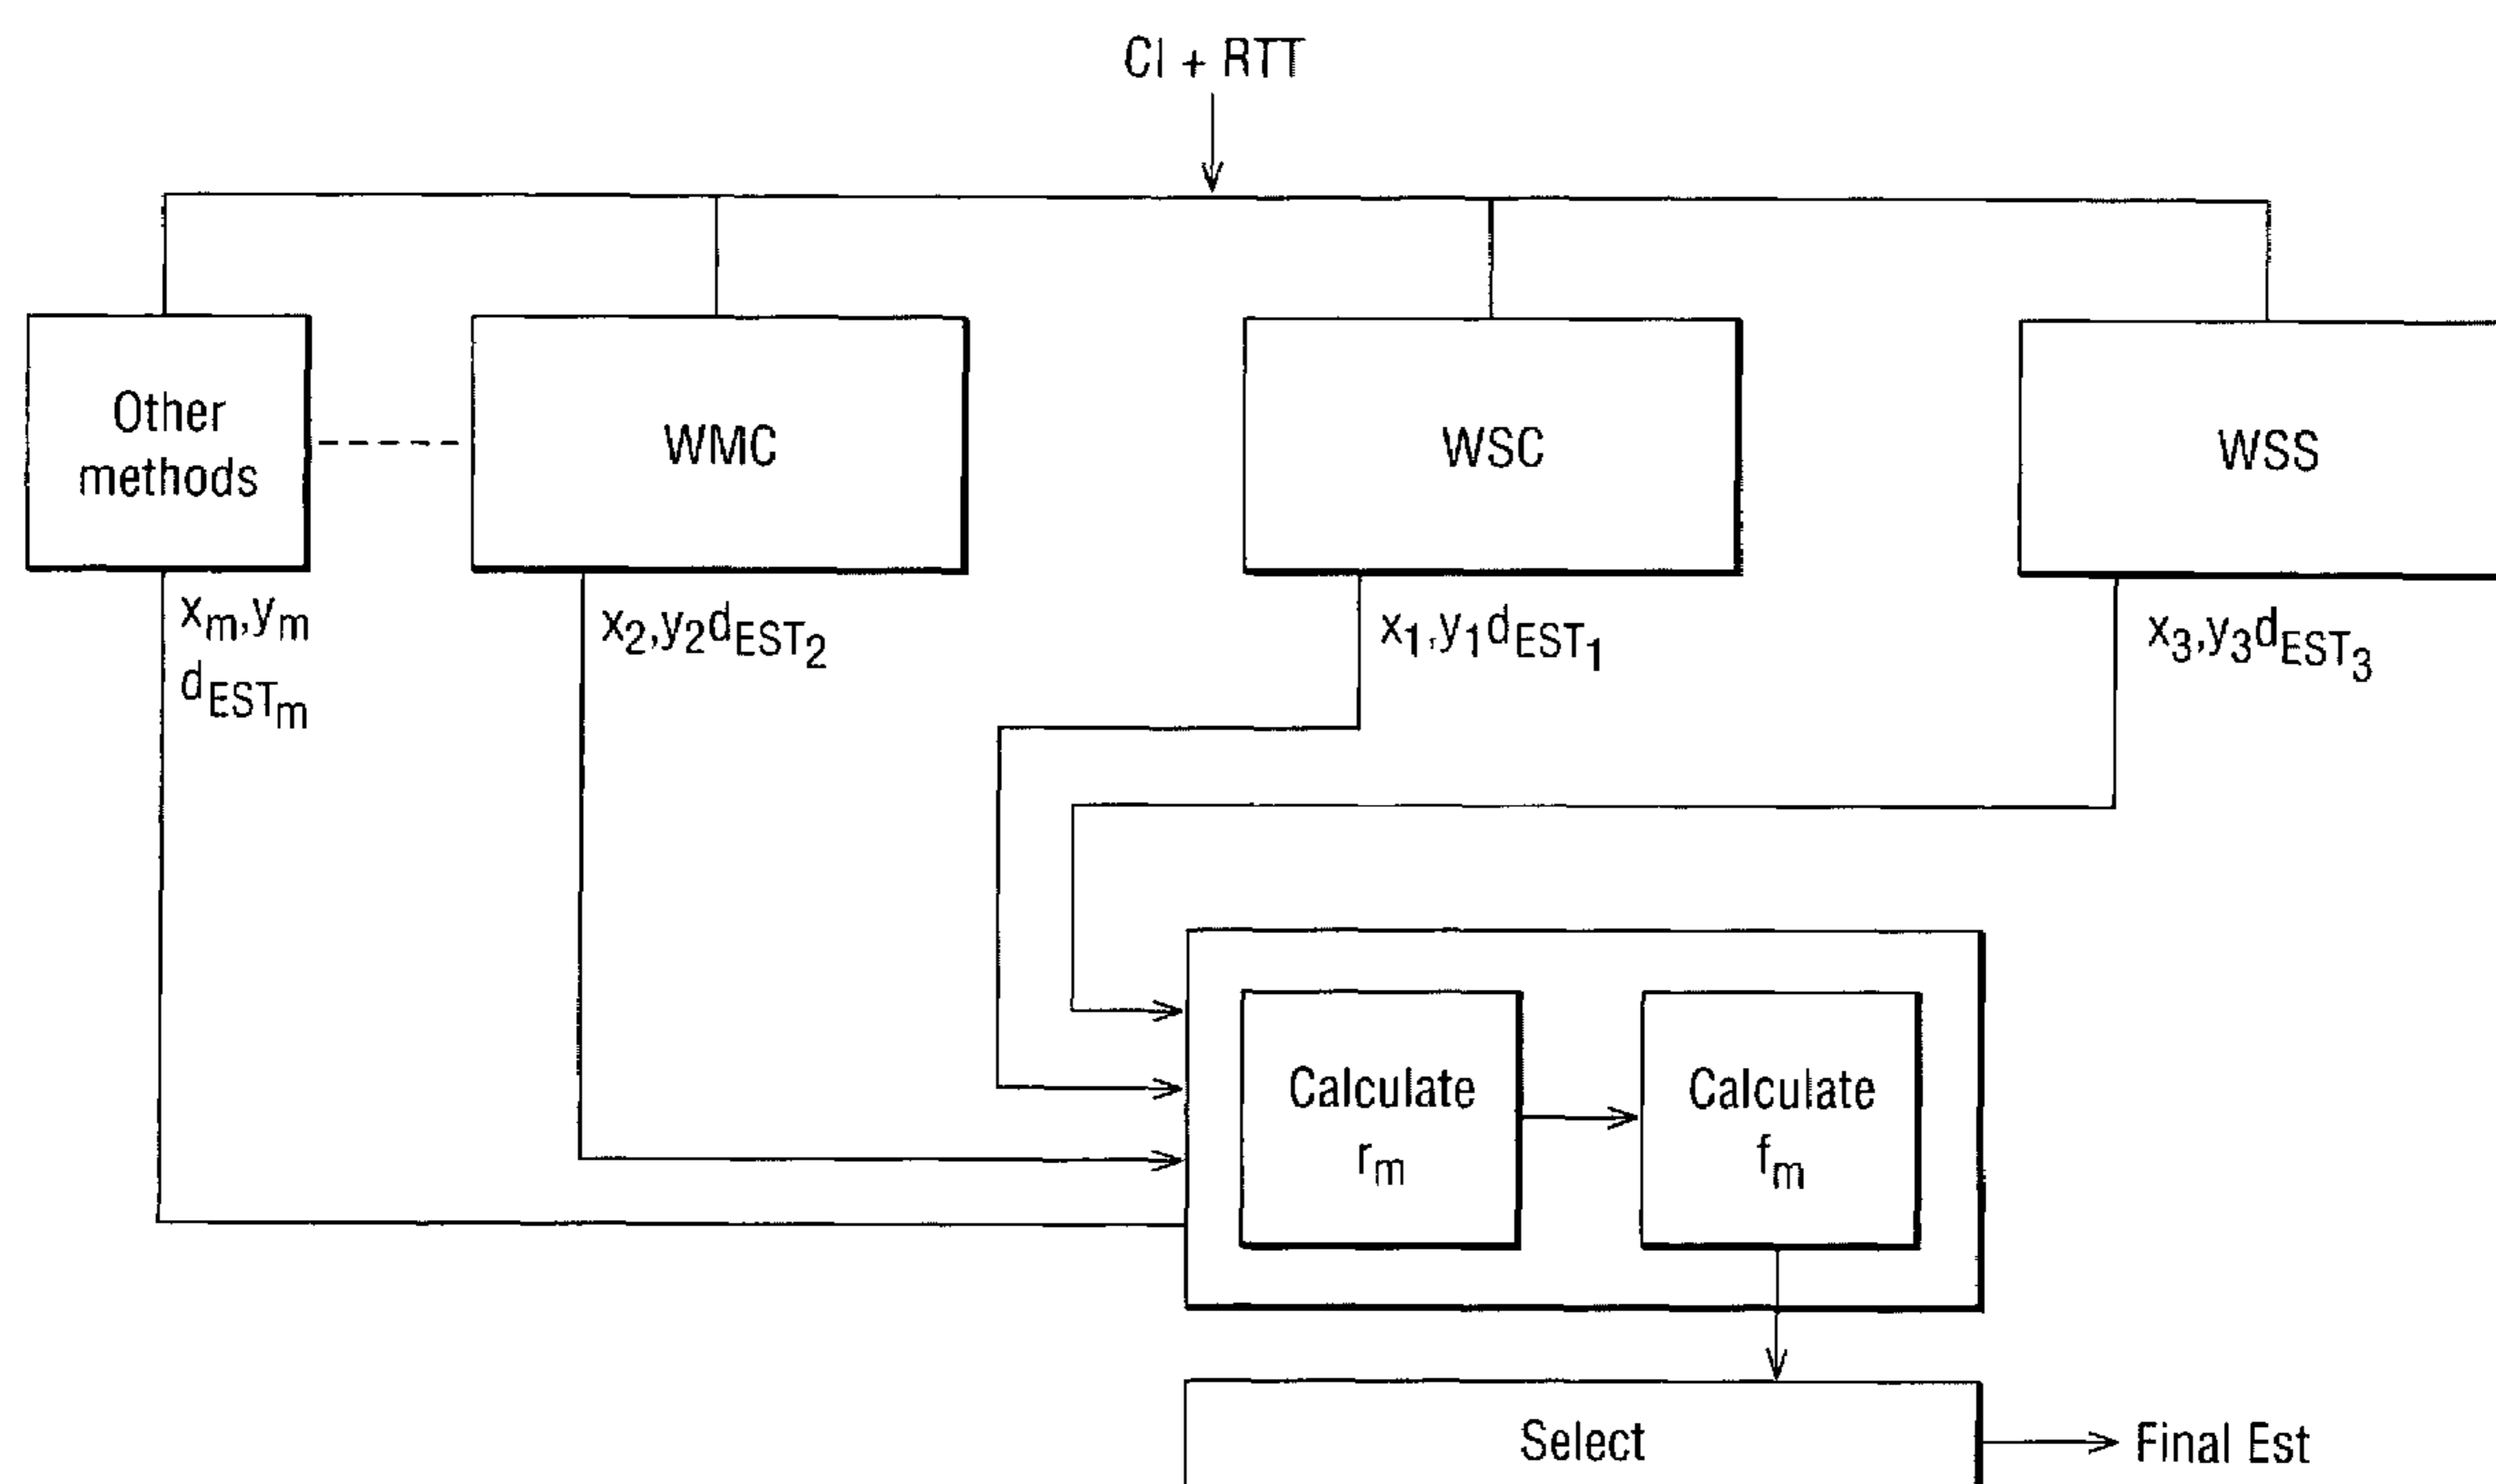 CI + RTT
Other
methods
WMC
WSC
WSS
xm,ym
dESTm
x2,y2dEST2
x1,y1dEST1
x3,y3dEST3
Calculate
rm
Calculate
fm
Select
Final Est